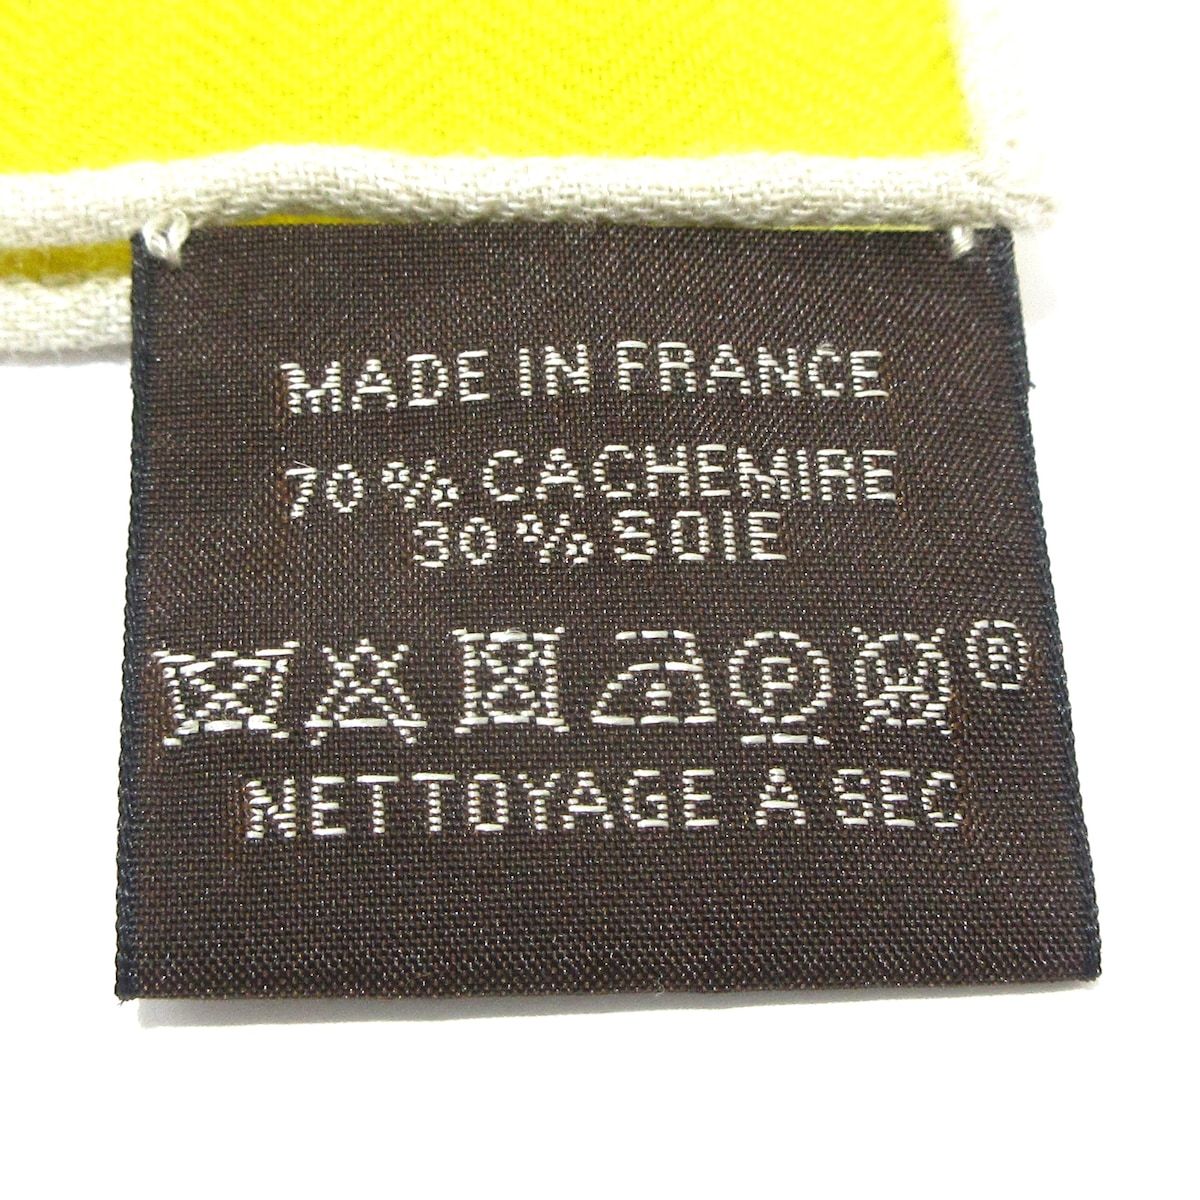 MADE IN FRANCE
70% CACHEMIRE
30% SOIE
P W ®
NETTOYAGE A SEC